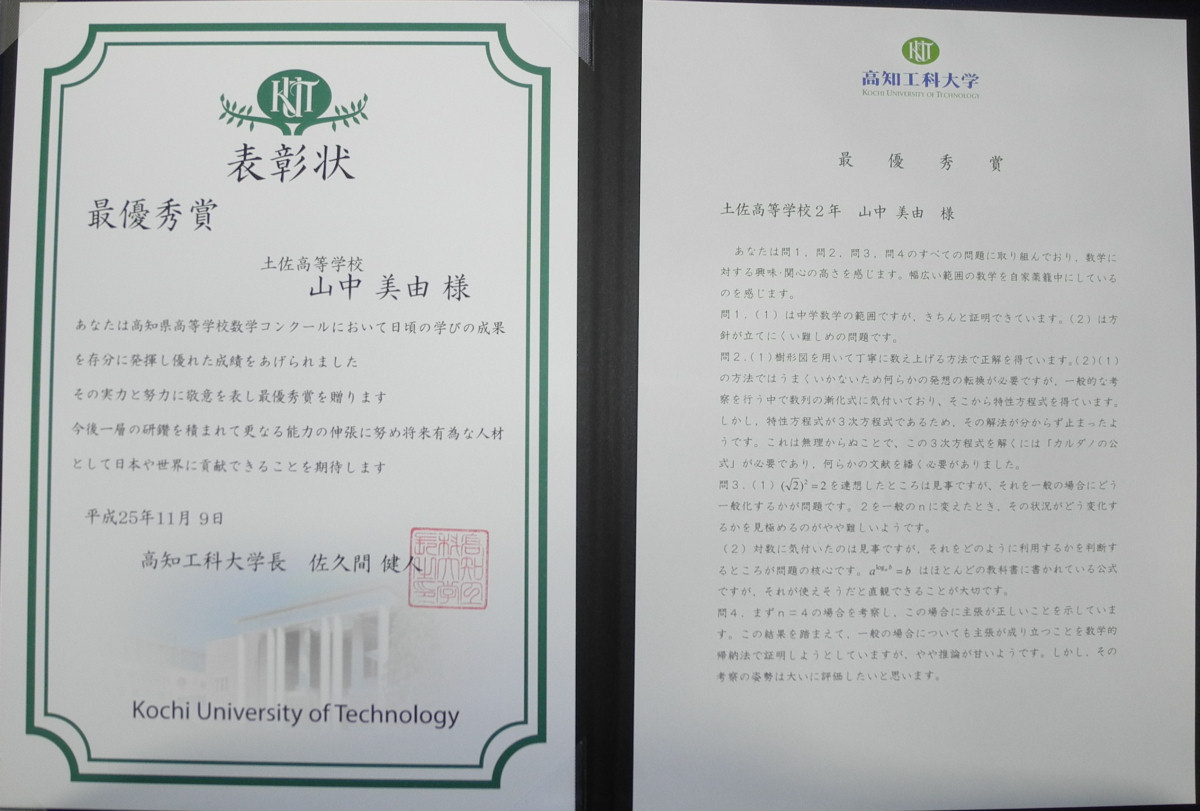 KUT
表彰状
最優秀賞
土佐高等学校
山中 美由 様
あなたは高知県高等学校数学コンクールにおいて日頃の学びの成果
を存分に発揮し優れた成績をあげられました
その実力と努力に敬意を表し最優秀賞を贈ります
今後一層の研鑽を積まれて更なる能力の伸張に努め将来有為な人材
として日本や世界に貢献できることを期待します
平成25年11月 9日
高知工科大学長 佐久間 健人
Kochi University of Technology
KUT
高知工科大学
KOCHI UNIVERSITY OF TECHNOLOGY
最 優 秀 賞
土佐高等学校2年 山中 美由 様
あなたは問1，問2，問3，問4のすべての問題に取り組んでおり，数学に
対する興味・関心の高さを感じます。幅広い範囲の数学を自家薬籠中にしている
のを感じます。
問1．(1)は中学数学の範囲ですが，きちんと証明できています。(2)は方
針が立てにくい難しめの問題です。
問2．(1)樹形図を用いて丁寧に数え上げる方法で正解を得ています。(2)(1)
の方法ではうまくいかないため何らかの発想の転換が必要ですが，一般的な考
察を行う中で数列の漸化式に気付いており，そこから特性方程式を得ています。
しかし，特性方程式が3次方程式であるため，その解法が分からず止まったよ
うです。これは無理からぬことで，この3次方程式を解くには「カルダノの公
式」が必要であり，何らかの文献を繙く必要がありました。
問3．(1) (√2)²=2を連想したところは見事ですが，それを一般の場合にどう
一般化するかが問題です。2を一般のnに変えたとき，その状況がどう変化す
るかを見極めるのがやや難しいようです。
(2) 対数に気付いたのは見事ですが，それをどのように利用するかを判断す
るところが問題の核心です。a^{log_a b}=b はほとんどの教科書に書かれている公式
ですが，それが使えそうだと直観できることが大切です。
問4．まずn=4の場合を考察し，この場合に主張が正しいことを示していま
す。この結果を踏まえて，一般の場合についても主張が成り立つことを数学的
帰納法で証明しようとしていますが，やや推論が甘いようです。しかし，その
考察の姿勢は大いに評価したいと思います。